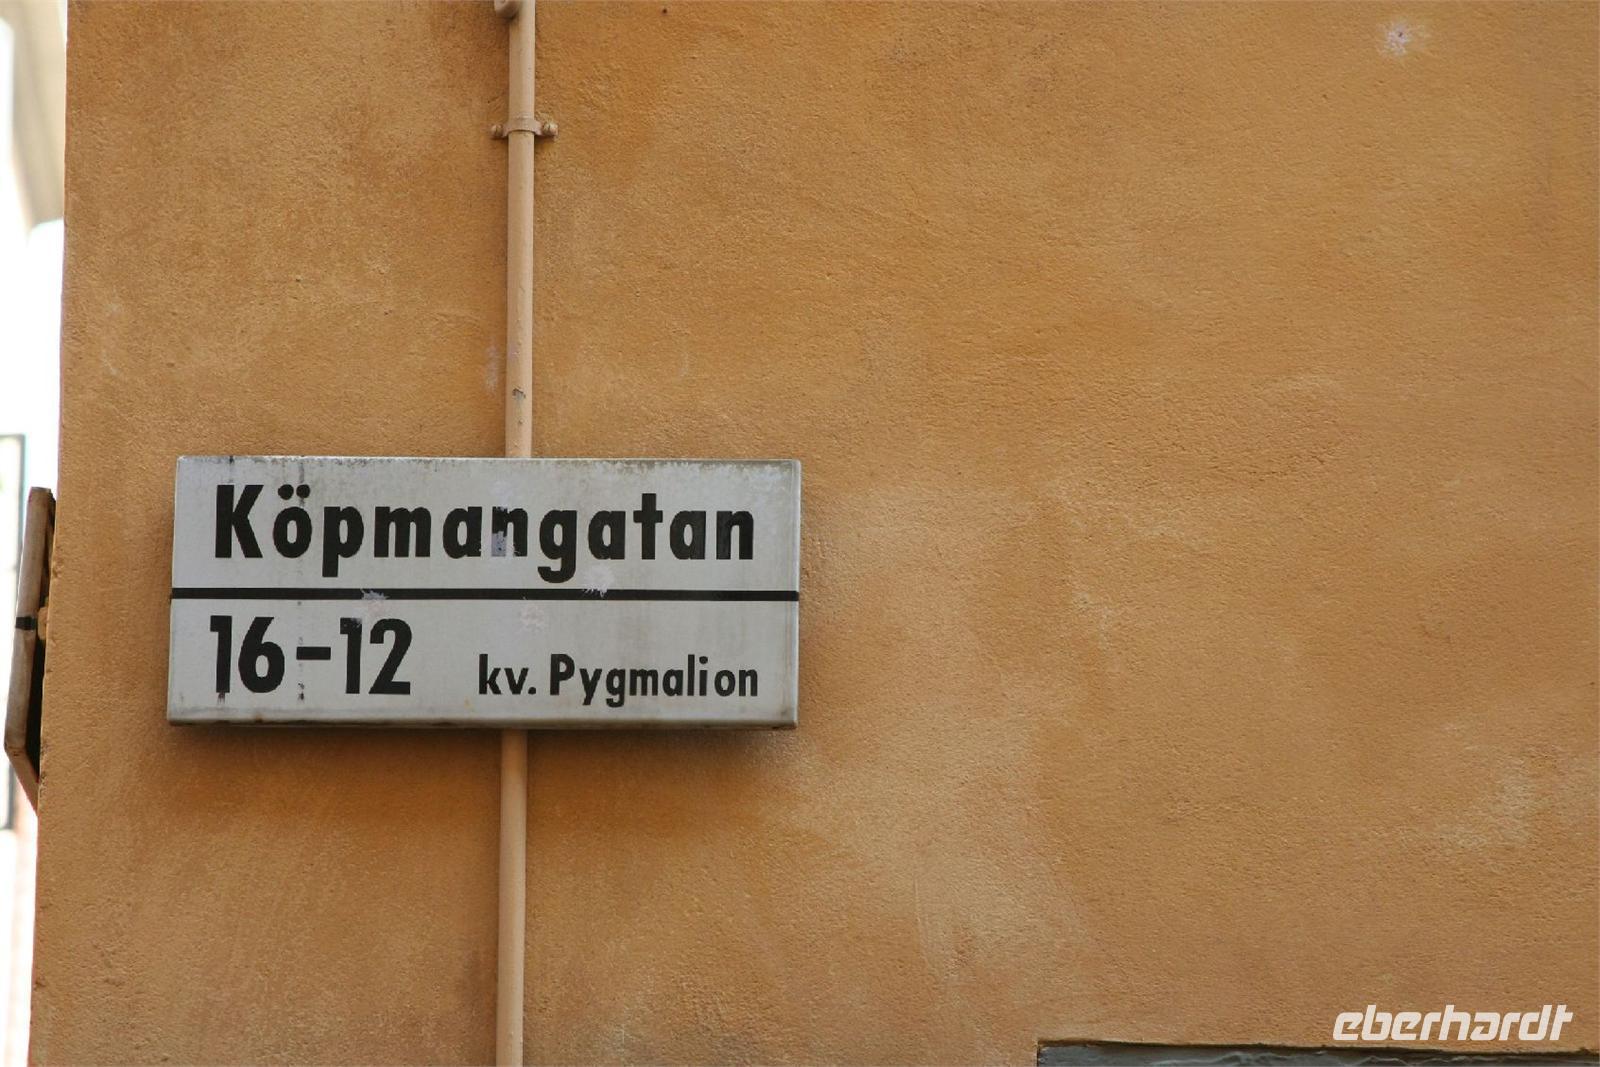 Köpmangatan
16-12 kv. Pygmalion
eberhardt